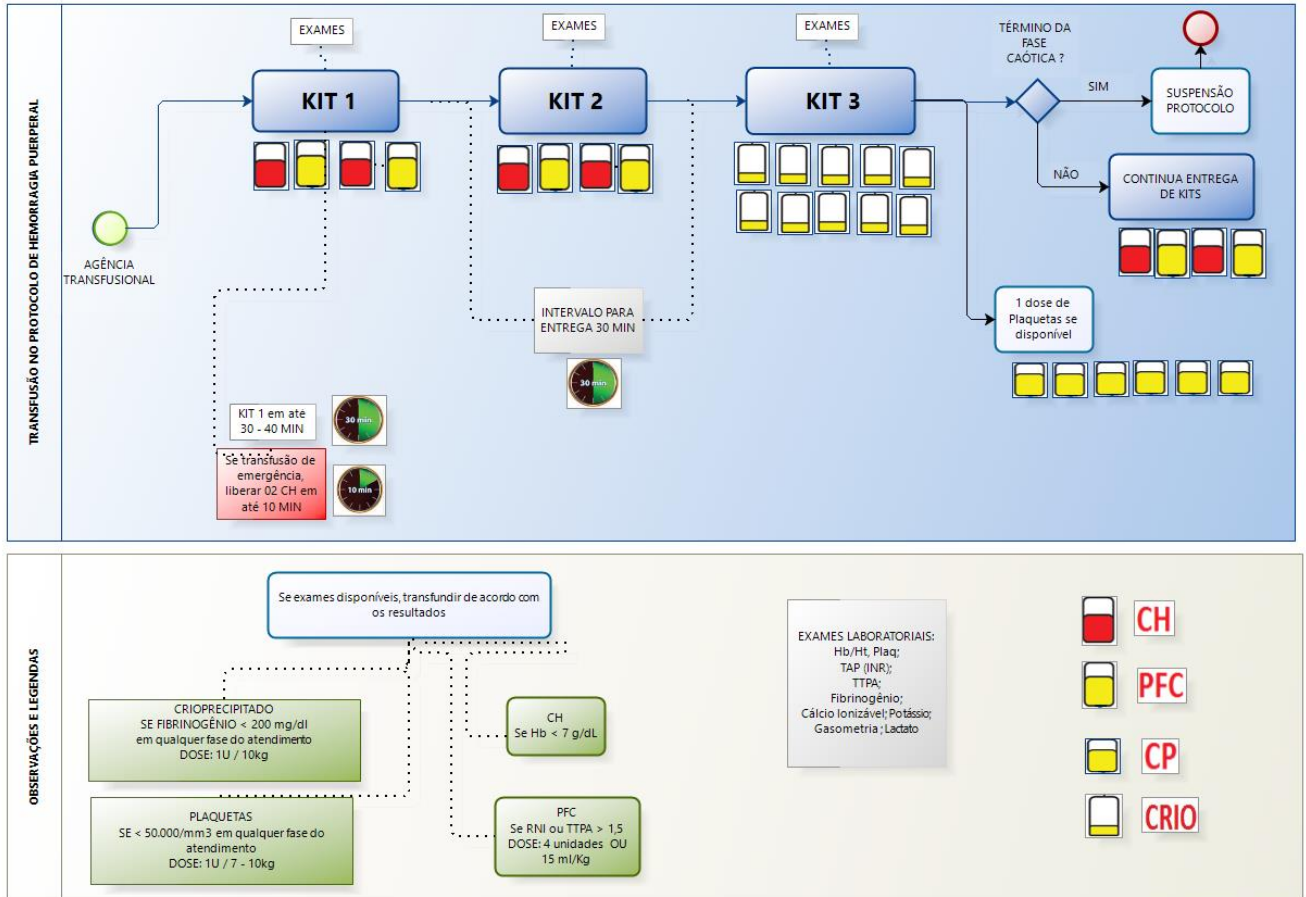 TRANSFUSÃO NO PROTOCOLO DE HEMORRAGIA PUERPERAL
EXAMES
EXAMES
EXAMES
TÉRMINO DA
FASE
CAÓTICA ?
KIT 1
KIT 2
KIT 3
SIM
SUSPENSÃO
PROTOCOLO
NÃO
CONTINUA ENTREGA
DE KITS
AGÊNCIA
TRANSFUSIONAL
INTERVALO PARA
ENTREGA 30 MIN
30 min
1 dose de
Plaquetas se
disponível
KIT 1 em até
30 - 40 MIN
30 min
Se transfusão de
emergência,
liberar 02 CH em
até 10 MIN
10 min
OBSERVAÇÕES E LEGENDAS
Se exames disponíveis, transfundir de acordo com
os resultados
CRIOPRECIPITADO
SE FIBRINOGÊNIO < 200 mg/dl
em qualquer fase do atendimento
DOSE: 1U / 10kg
CH
Se Hb < 7 g/dL
PLAQUETAS
SE < 50.000/mm3 em qualquer fase do
atendimento
DOSE: 1U / 7 - 10kg
PFC
Se RNI ou TTPA > 1,5
DOSE: 4 unidades OU
15 ml/Kg
EXAMES LABORATORIAIS:
Hb/Ht, Plaq;
TAP (INR);
TTPA;
Fibrinogênio;
Cálcio Ionizável; Potássio;
Gasometria ; Lactato
CH
PFC
CP
CRIO